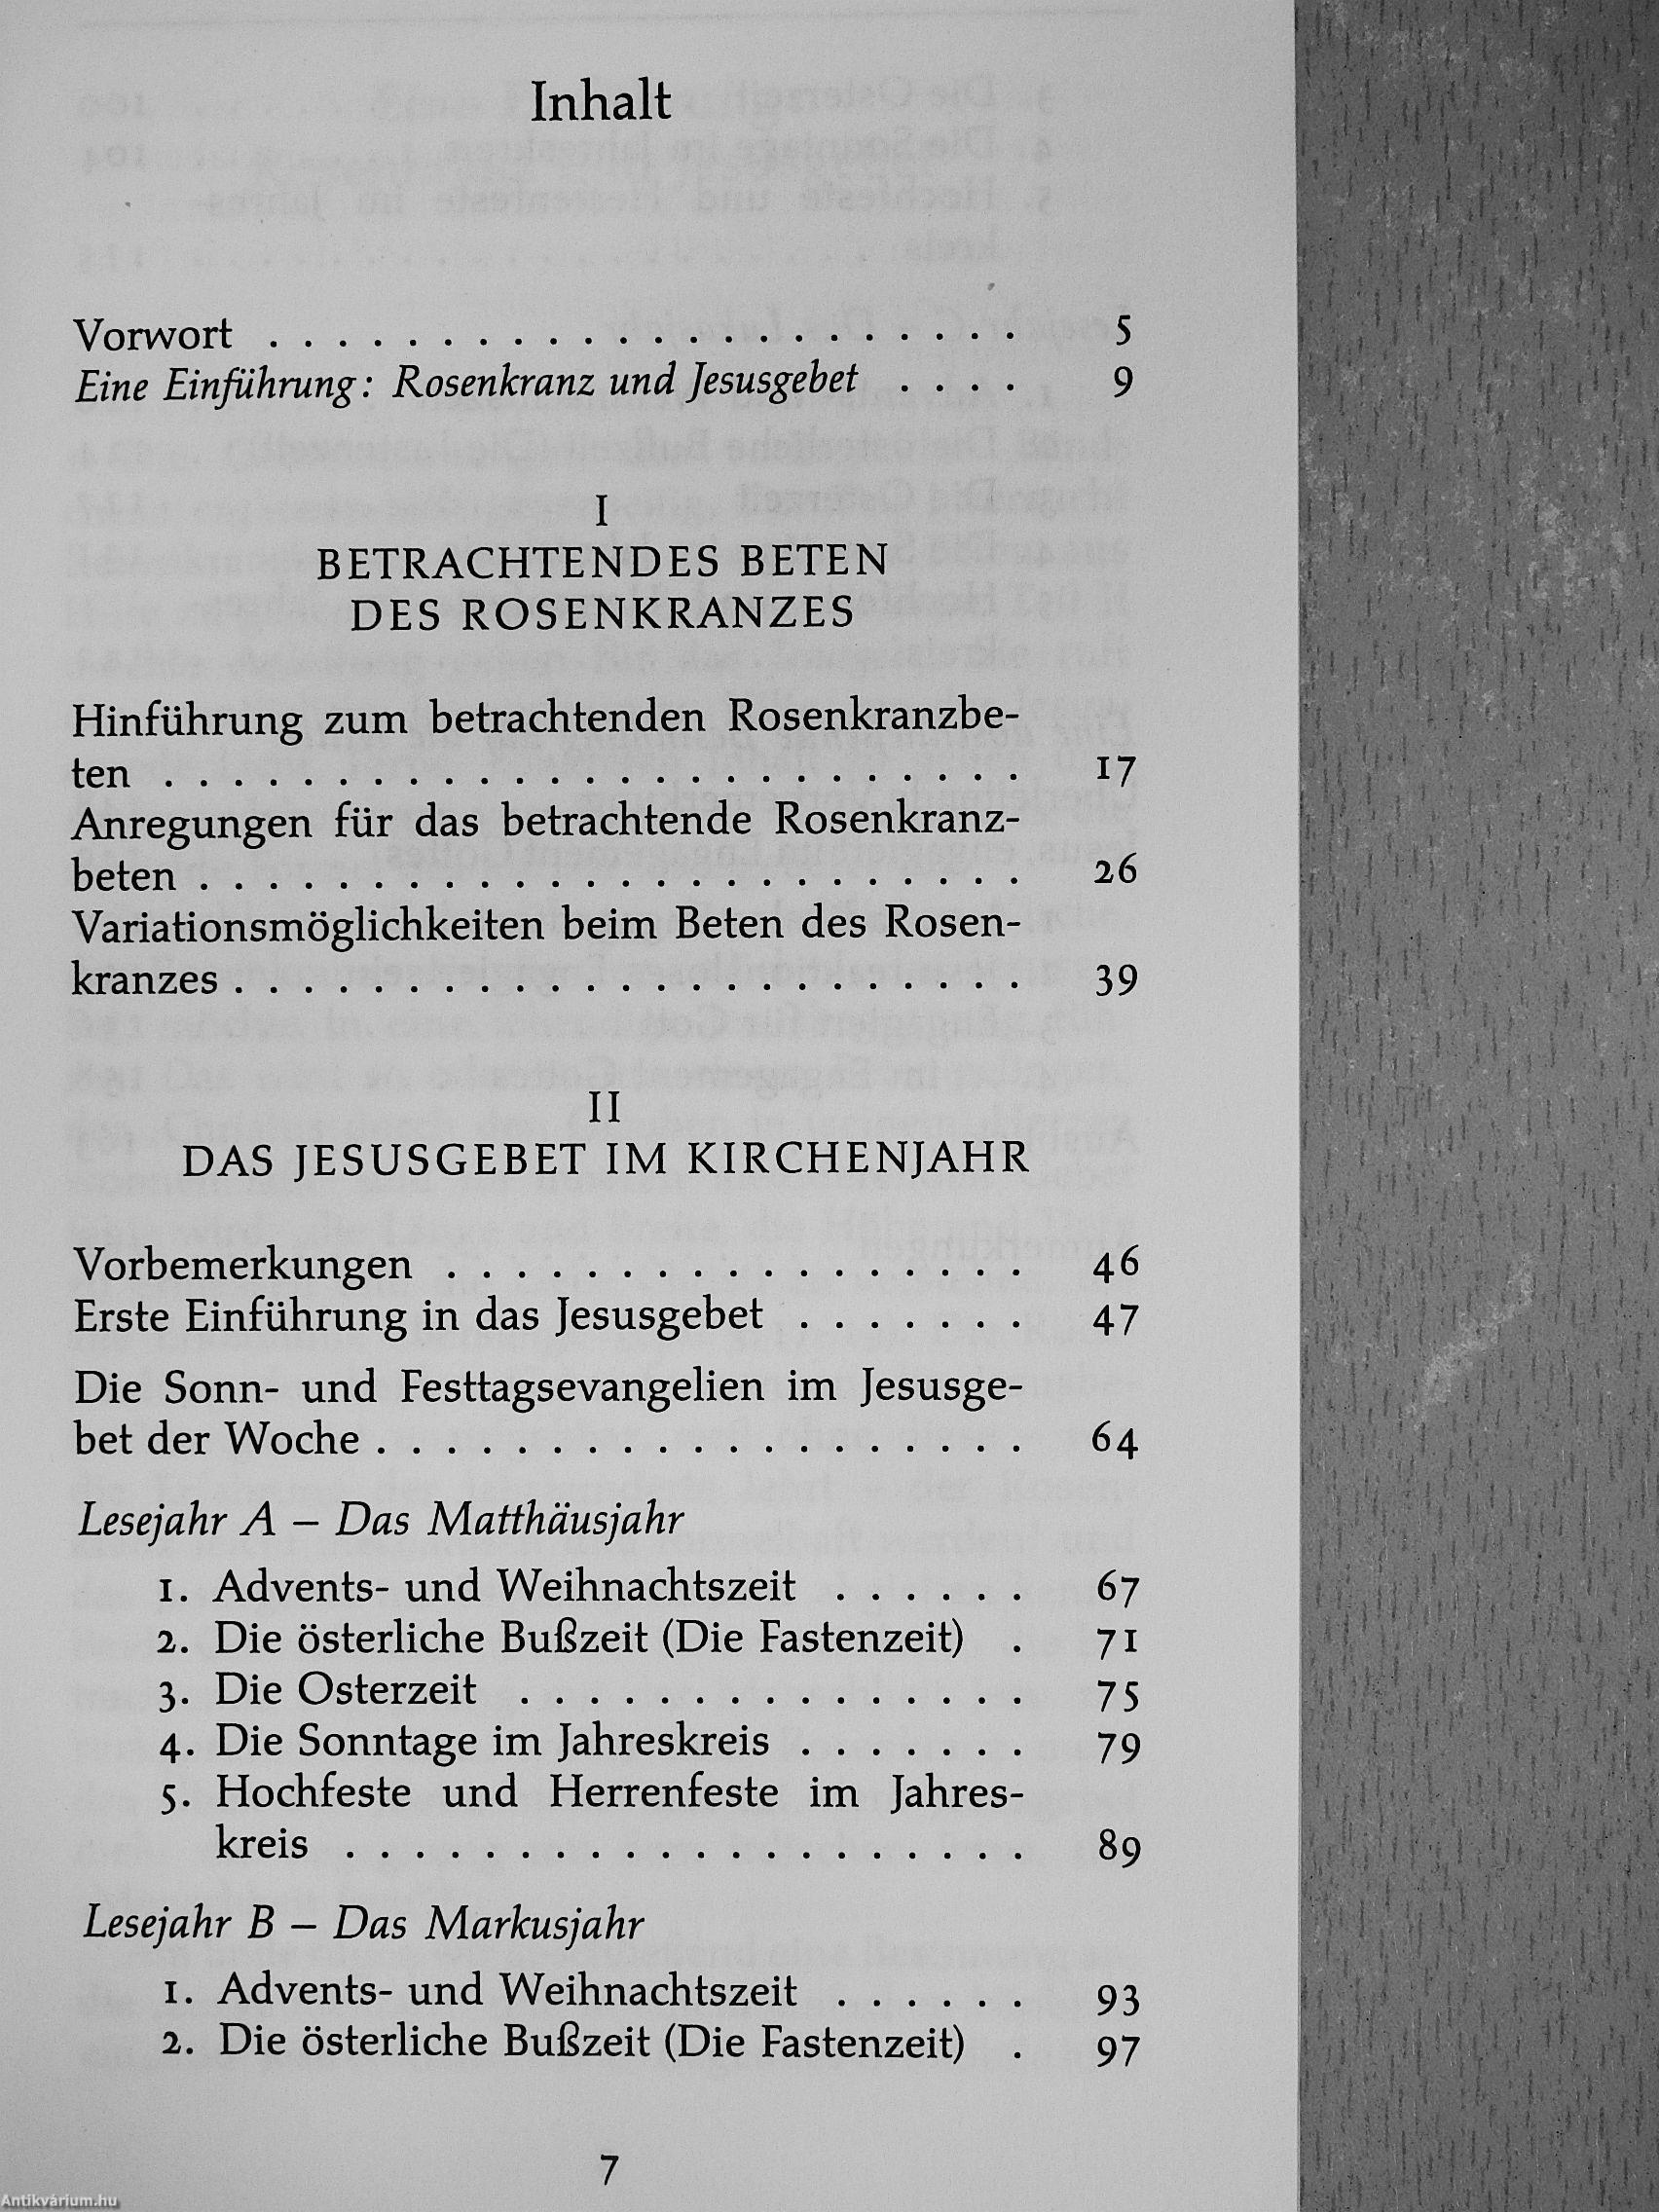 Inhalt
Vorwort . . . . . . . . . . . . . . . . . . . . . . 5
Eine Einführung: Rosenkranz und Jesusgebet . . . . 9
I
BETRACHTENDES BETEN
DES ROSENKRANZES
Hinführung zum betrachtenden Rosenkranzbe-
ten . . . . . . . . . . . . . . . . . . . . . . . . . 17
Anregungen für das betrachtende Rosenkranz-
beten . . . . . . . . . . . . . . . . . . . . . . . . 26
Variationsmöglichkeiten beim Beten des Rosen-
kranzes . . . . . . . . . . . . . . . . . . . . . . . 39
II
DAS JESUSGEBET IM KIRCHENJAHR
Vorbemerkungen . . . . . . . . . . . . . . . . . 46
Erste Einführung in das Jesusgebet . . . . . . . 47
Die Sonn- und Festtagsevangelien im Jesusge-
bet der Woche . . . . . . . . . . . . . . . . . . . 64
Lesejahr A – Das Matthäusjahr
1. Advents- und Weihnachtszeit . . . . . . 67
2. Die österliche Bußzeit (Die Fastenzeit) . 71
3. Die Osterzeit . . . . . . . . . . . . . . . 75
4. Die Sonntage im Jahreskreis . . . . . . . 79
5. Hochfeste und Herrenfeste im Jahres-
kreis . . . . . . . . . . . . . . . . . . . . 89
Lesejahr B – Das Markusjahr
1. Advents- und Weihnachtszeit . . . . . . 93
2. Die österliche Bußzeit (Die Fastenzeit) . 97
7
Antikvárium.hu